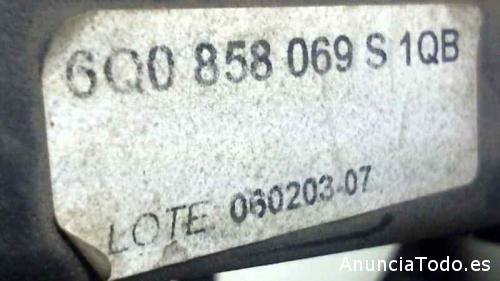 6Q0 858 069 S 1QB
LOTE: 060203-07
AnunciaTodo.es